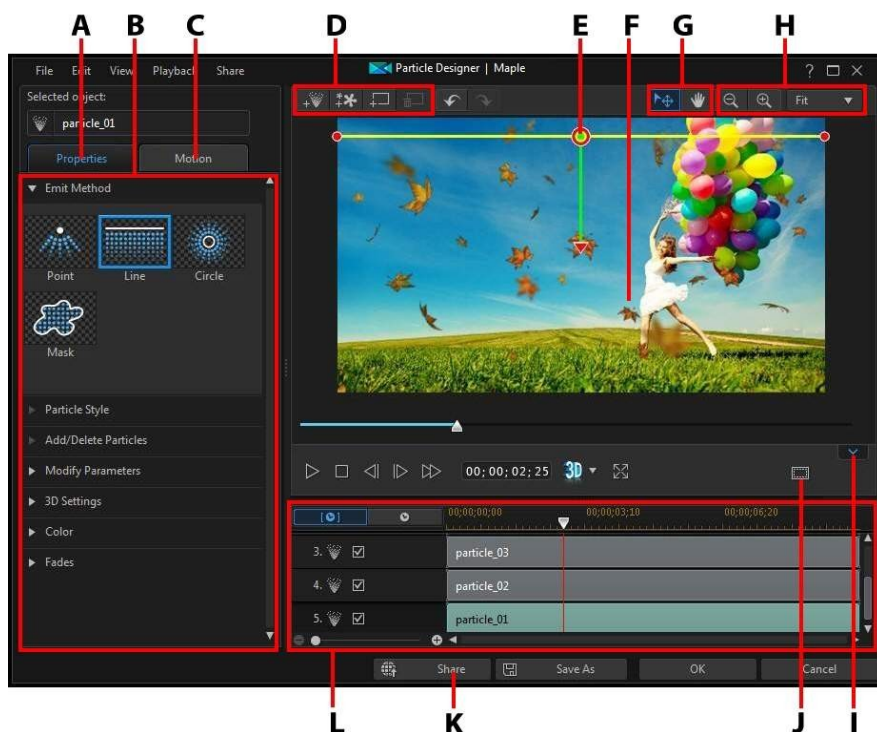 A B C D E F G H
File Edit View Playback Share
Particle Designer | Maple
?
Selected object:
particle_01
Fit
Properties Motion
Emit Method
Point Line Circle
Mask
Particle Style
Add/Delete Particles
Modify Parameters
3D Settings
Color
Fades
00;00;02;25 3D
00;00;00;00 00;00;03;10 00;00;06;20
3. particle_03
4. particle_02
5. particle_01
Share Save As OK Cancel
L K J I